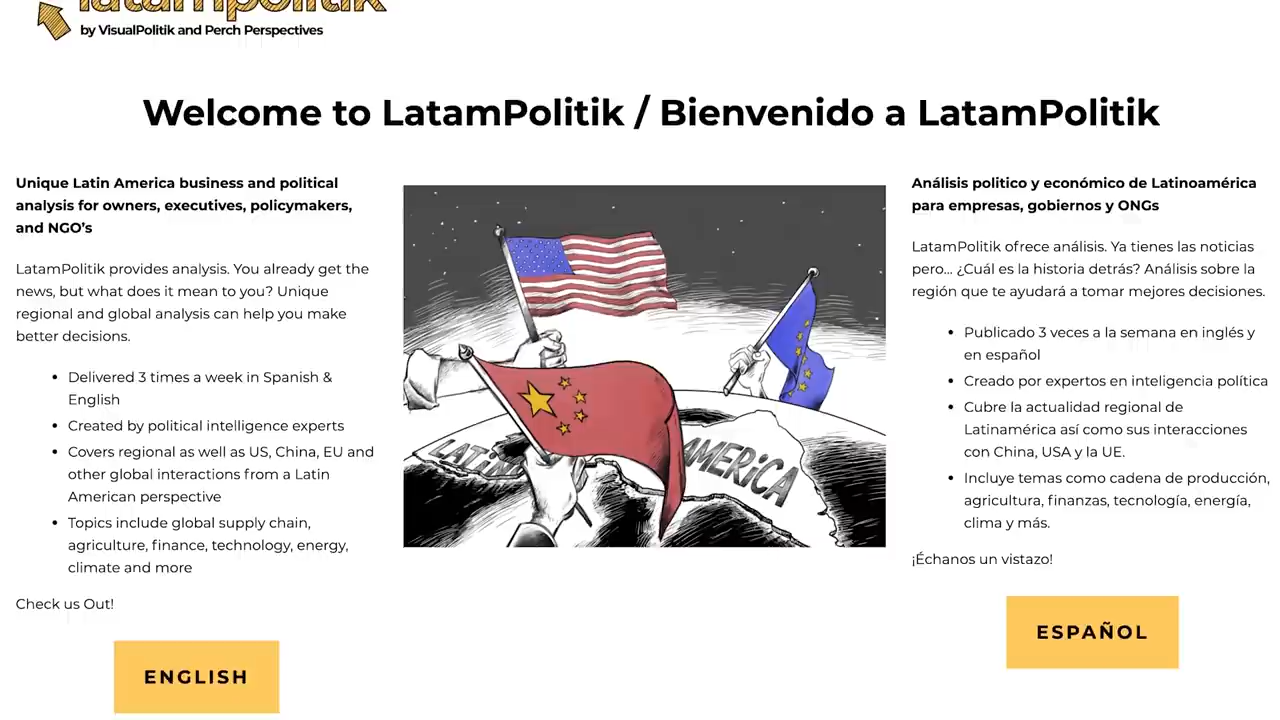 latampolitik
by VisualPolitik and Perch Perspectives
Welcome to LatamPolitik / Bienvenido a LatamPolitik
Unique Latin America business and political
analysis for owners, executives, policymakers,
and NGO’s
LatamPolitik provides analysis. You already get the
news, but what does it mean to you? Unique
regional and global analysis can help you make
better decisions.
• Delivered 3 times a week in Spanish &
English
• Created by political intelligence experts
• Covers regional as well as US, China, EU and
other global interactions from a Latin
American perspective
• Topics include global supply chain,
agriculture, finance, technology, energy,
climate and more
Check us Out!
ENGLISH
LATIN AMERICA
Análisis politico y económico de Latinoamérica
para empresas, gobiernos y ONGs
LatamPolitik ofrece análisis. Ya tienes las noticias
pero... ¿Cuál es la historia detrás? Análisis sobre la
región que te ayudará a tomar mejores decisiones.
• Publicado 3 veces a la semana en inglés y
en español
• Creado por expertos en inteligencia política
• Cubre la actualidad regional de
Latinamérica así como sus interacciones
con China, USA y la UE.
• Incluye temas como cadena de producción,
agricultura, finanzas, tecnología, energía,
clima y más.
¡Échanos un vistazo!
ESPAÑOL